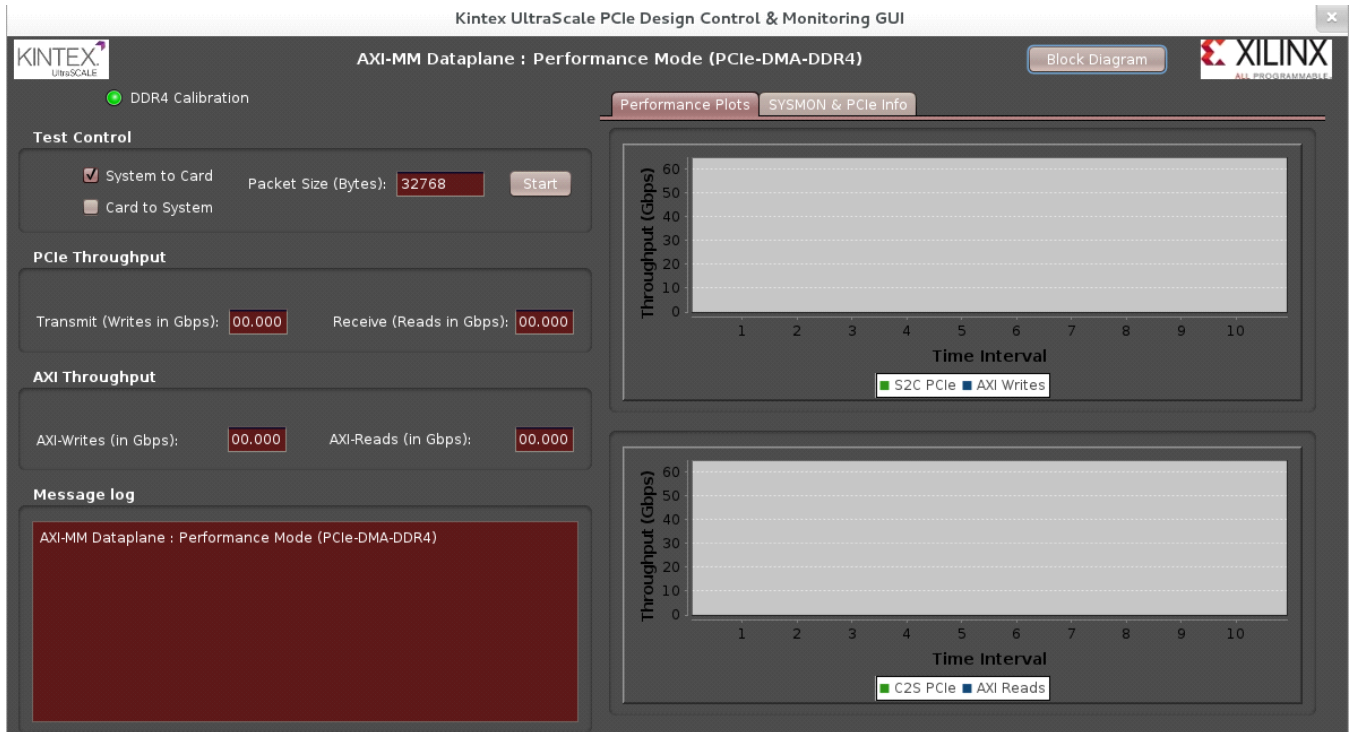 Kintex UltraScale PCIe Design Control & Monitoring GUI
KINTEX
UltraSCALE
AXI-MM Dataplane : Performance Mode (PCIe-DMA-DDR4)
Block Diagram
XILINX
ALL PROGRAMMABLE
DDR4 Calibration
Performance Plots SYSMON & PCIe Info
Test Control
System to Card
Packet Size (Bytes): 32768 Start
Card to System
PCIe Throughput
Transmit (Writes in Gbps): 00.000 Receive (Reads in Gbps): 00.000
AXI Throughput
AXI-Writes (in Gbps): 00.000 AXI-Reads (in Gbps): 00.000
Message log
AXI-MM Dataplane : Performance Mode (PCIe-DMA-DDR4)
Throughput (Gbps)
60
50
40
30
20
10
0
1 2 3 4 5 6 7 8 9 10
Time Interval
S2C PCIe AXI Writes
Throughput (Gbps)
60
50
40
30
20
10
0
1 2 3 4 5 6 7 8 9 10
Time Interval
C2S PCIe AXI Reads